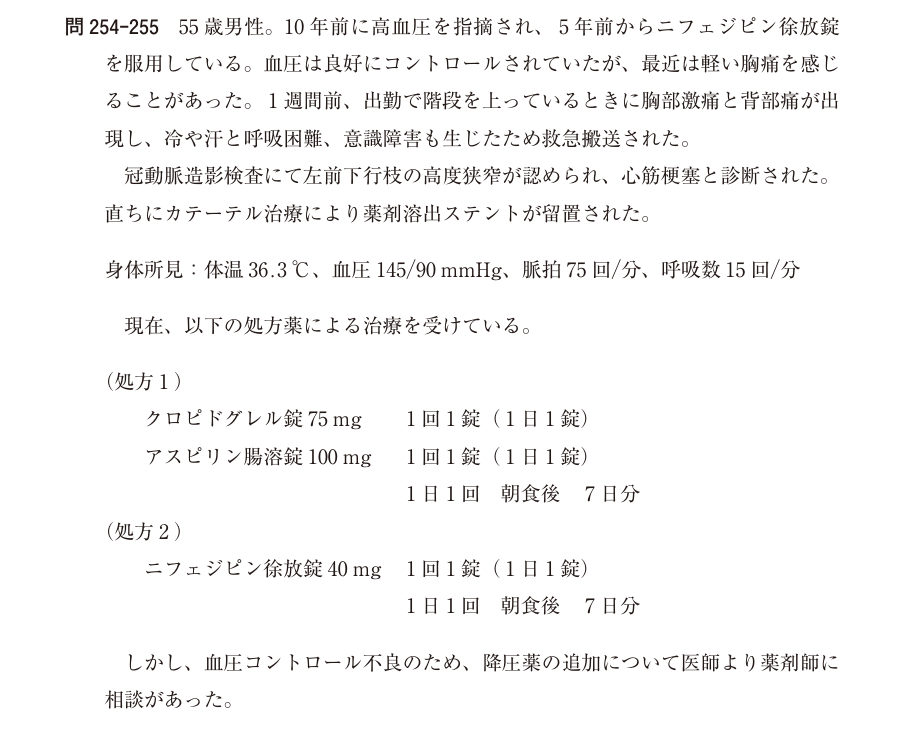 問 254-255　55 歳男性。10 年前に高血圧を指摘され、5 年前からニフェジピン徐放錠
を服用している。血圧は良好にコントロールされていたが、最近は軽い胸痛を感じ
ることがあった。1 週間前、出勤で階段を上っているときに胸部激痛と背部痛が出
現し、冷や汗と呼吸困難、意識障害も生じたため救急搬送された。
冠動脈造影検査にて左前下行枝の高度狭窄が認められ、心筋梗塞と診断された。
直ちにカテーテル治療により薬剤溶出ステントが留置された。
身体所見：体温 36.3 ℃、血圧 145/90 mmHg、脈拍 75 回/分、呼吸数 15 回/分
現在、以下の処方薬による治療を受けている。
（処方 1 ）
クロピドグレル錠 75 mg　1 回 1 錠（1 日 1 錠）
アスピリン腸溶錠 100 mg　1 回 1 錠（1 日 1 錠）
1 日 1 回　朝食後　7 日分
（処方 2 ）
ニフェジピン徐放錠 40 mg　1 回 1 錠（1 日 1 錠）
1 日 1 回　朝食後　7 日分
しかし、血圧コントロール不良のため、降圧薬の追加について医師より薬剤師に
相談があった。